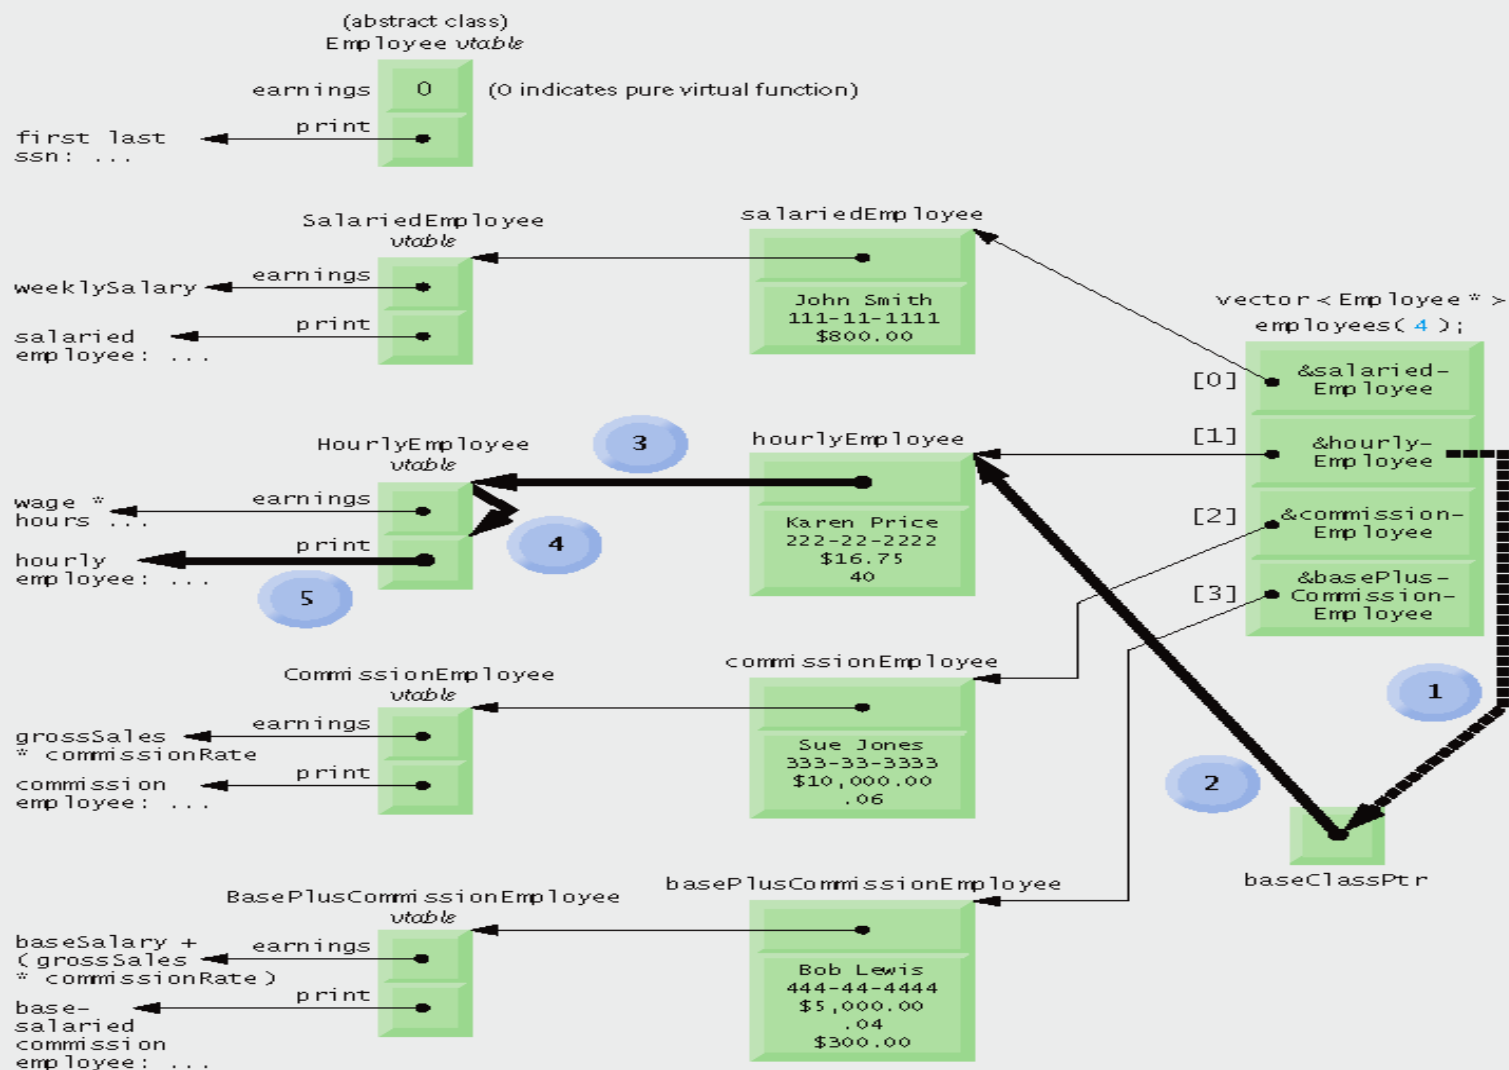 (abstract class)
Employee vtable
earnings
0
(0 indicates pure virtual function)
print
first last
ssn: ...
SalariedEmployee
vtable
earnings
weeklySalary
print
salaried
employee: ...
salariedEmployee
John Smith
111-11-1111
$800.00
vector<Employee *>
employees( 4 );
[0]
&salaried-
Employee
[1]
&hourly-
Employee
[2]
&commission-
Employee
[3]
&basePlus-
Commission-
Employee
HourlyEmployee
vtable
3
earnings
wage *
hours ...
4
print
hourly
employee: ...
5
hourlyEmployee
Karen Price
222-22-2222
$16.75
40
1
2
baseClassPtr
CommissionEmployee
vtable
earnings
grossSales
* commissionRate
print
commission
employee: ...
commissionEmployee
Sue Jones
333-33-3333
$10,000.00
.06
BasePlusCommissionEmployee
vtable
earnings
baseSalary +
(grossSales
* commissionRate)
print
base-
salaried
commission
employee: ...
basePlusCommissionEmployee
Bob Lewis
444-44-4444
$5,000.00
.04
$300.00